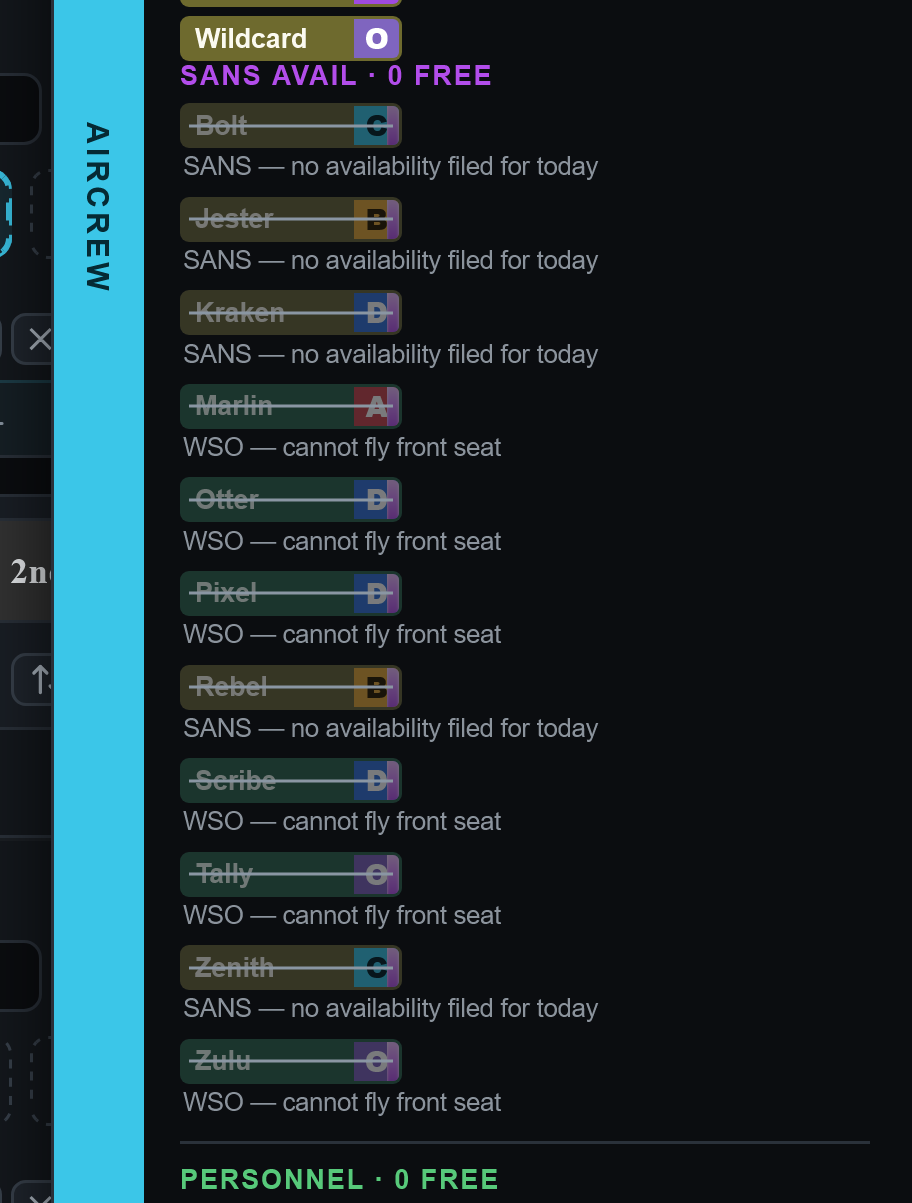 Wildcard O
SANS AVAIL · 0 FREE
AIRCREW
Bolt C
SANS — no availability filed for today
Jester B
SANS — no availability filed for today
Kraken D
SANS — no availability filed for today
Marlin A
WSO — cannot fly front seat
Otter D
WSO — cannot fly front seat
Pixel D
WSO — cannot fly front seat
Rebel B
SANS — no availability filed for today
Scribe D
WSO — cannot fly front seat
Tally O
WSO — cannot fly front seat
Zenith C
SANS — no availability filed for today
Zulu O
WSO — cannot fly front seat
PERSONNEL · 0 FREE